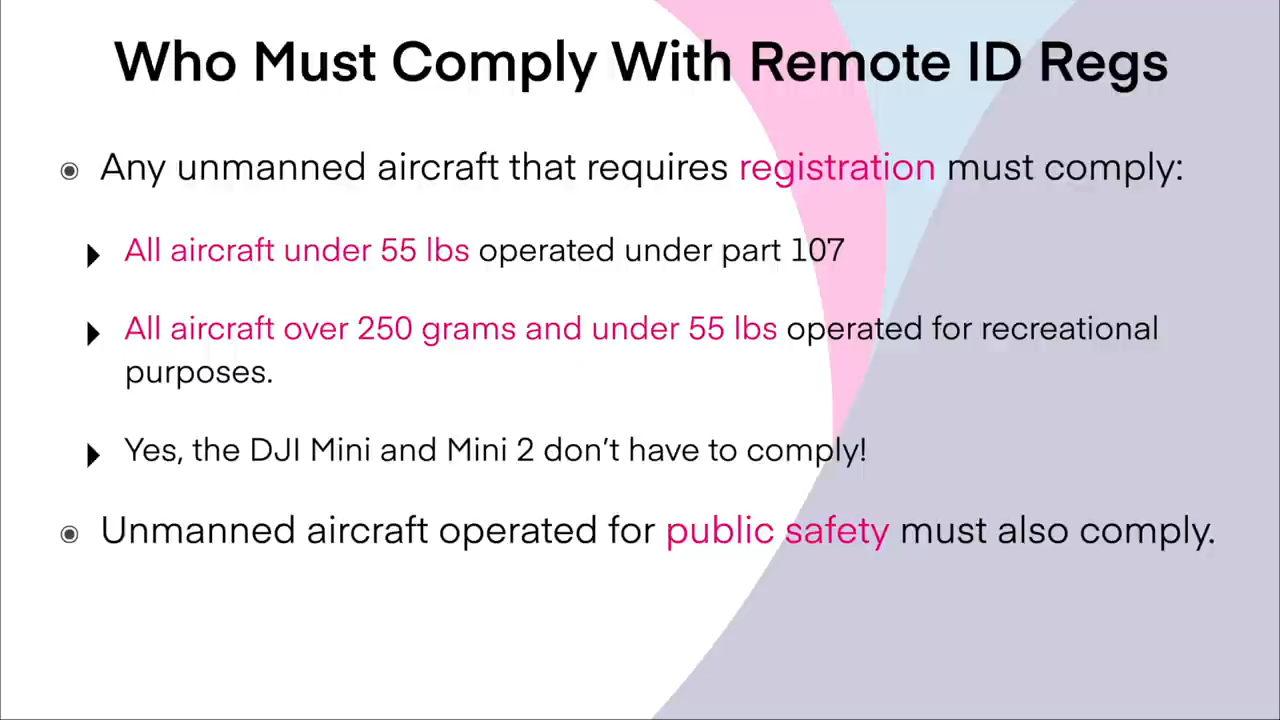 Who Must Comply With Remote ID Regs
Any unmanned aircraft that requires registration must comply:
All aircraft under 55 lbs operated under part 107
All aircraft over 250 grams and under 55 lbs operated for recreational
purposes.
Yes, the DJI Mini and Mini 2 don't have to comply!
Unmanned aircraft operated for public safety must also comply.